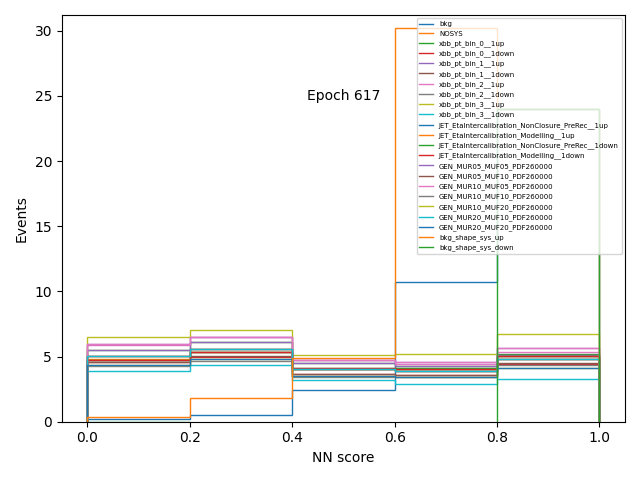 bkg
NOSYS
xbb_pt_bin_0__1up
xbb_pt_bin_0__1down
xbb_pt_bin_1__1up
xbb_pt_bin_1__1down
xbb_pt_bin_2__1up
xbb_pt_bin_2__1down
xbb_pt_bin_3__1up
xbb_pt_bin_3__1down
JET_EtaIntercalibration_NonClosure_PreRec__1up
JET_EtaIntercalibration_Modelling__1up
JET_EtaIntercalibration_NonClosure_PreRec__1down
JET_EtaIntercalibration_Modelling__1down
GEN_MUR05_MUF05_PDF260000
GEN_MUR05_MUF10_PDF260000
GEN_MUR10_MUF05_PDF260000
GEN_MUR10_MUF10_PDF260000
GEN_MUR10_MUF20_PDF260000
GEN_MUR20_MUF10_PDF260000
GEN_MUR20_MUF20_PDF260000
bkg_shape_sys_up
bkg_shape_sys_down
Epoch 617
30
25
20
15
10
5
0
Events
0.0 0.2 0.4 0.6 0.8 1.0
NN score